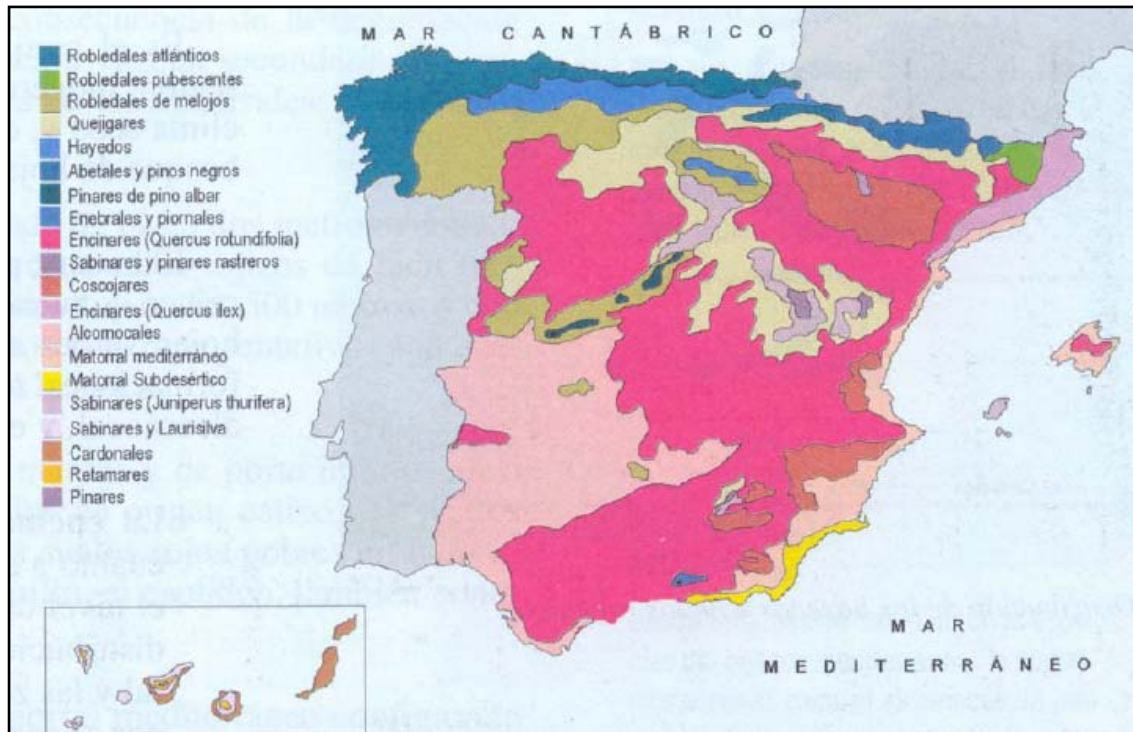 MAR CANTÁBRICO
Robledales atlánticos
Robledales pubescentes
Robledales de melojos
Quejigares
Hayedos
Abetales y pinos negros
Pinares de pino albar
Enebrales y piornales
Encinares (Quercus rotundifolia)
Sabinares y pinares rastreros
Coscojares
Encinares (Quercus ilex)
Alcornocales
Matorral mediterráneo
Matorral Subdesértico
Sabinares (Juniperus thurifera)
Sabinares y Laurisilva
Cardonales
Retamares
Pinares
MAR
MEDITERRÁNEO